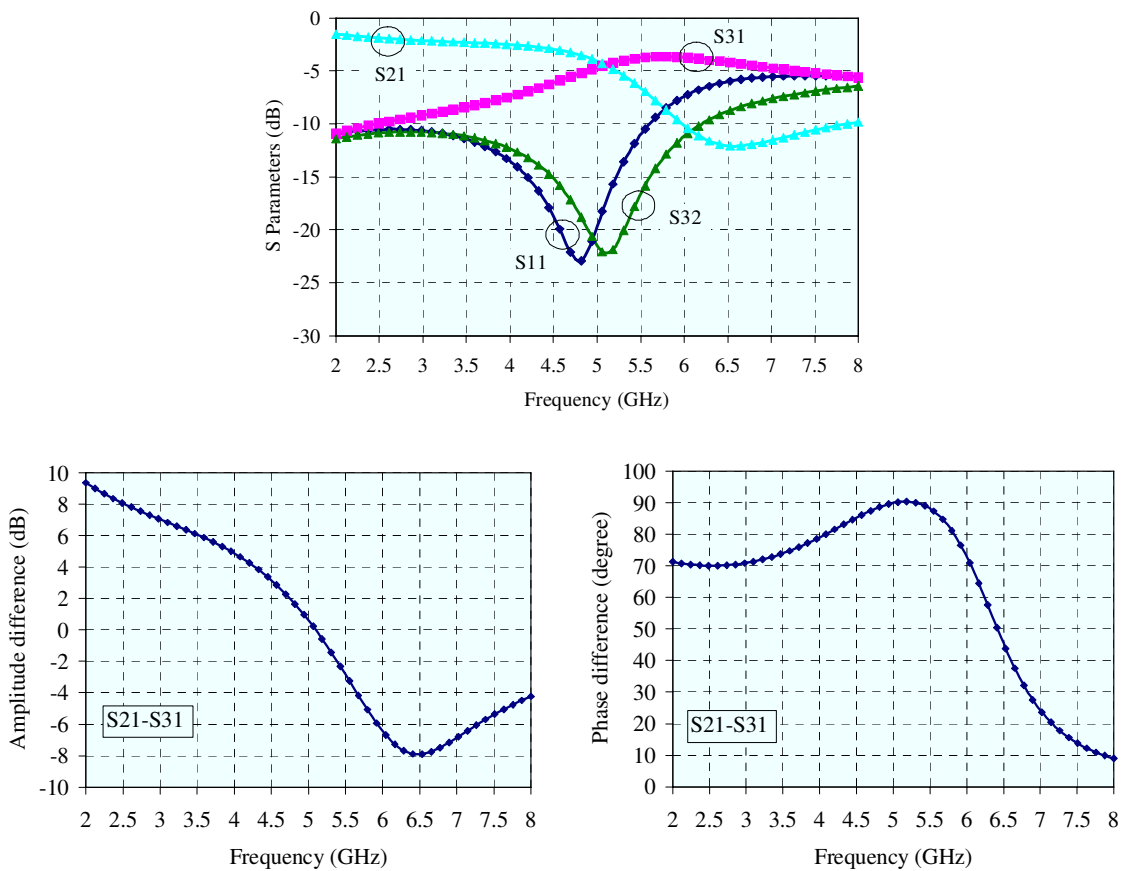 0
-5
-10
-15
-20
-25
-30
S Parameters (dB)
S21
S31
S11
S32
2 2.5 3 3.5 4 4.5 5 5.5 6 6.5 7 7.5 8
Frequency (GHz)
10
8
6
4
2
0
-2
-4
-6
-8
-10
Amplitude difference (dB)
S21-S31
2 2.5 3 3.5 4 4.5 5 5.5 6 6.5 7 7.5 8
Frequency (GHz)
100
90
80
70
60
50
40
30
20
10
0
Phase difference (degree)
S21-S31
2 2.5 3 3.5 4 4.5 5 5.5 6 6.5 7 7.5 8
Frequency (GHz)